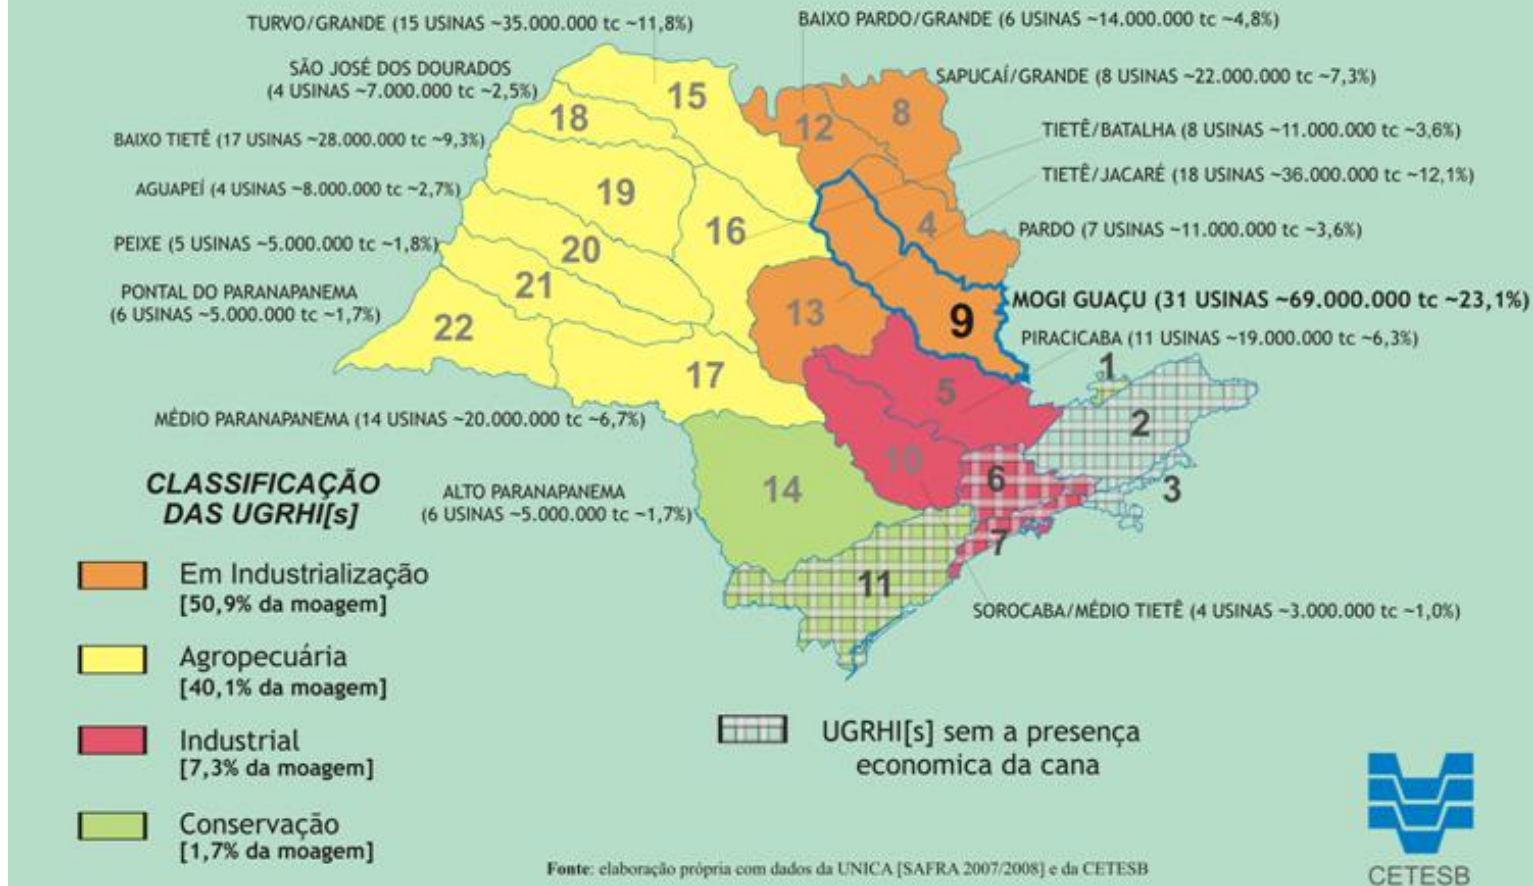 TURVO/GRANDE (15 USINAS ~35.000.000 tc ~11,8%)
BAIXO PARDO/GRANDE (6 USINAS ~14.000.000 tc ~4,8%)
SÃO JOSÉ DOS DOURADOS
(4 USINAS ~7.000.000 tc ~2,5%)
SAPUCAÍ/GRANDE (8 USINAS ~22.000.000 tc ~7,3%)
BAIXO TIETÊ (17 USINAS ~28.000.000 tc ~9,3%)
TIETÊ/BATALHA (8 USINAS ~11.000.000 tc ~3,6%)
AGUAPEÍ (4 USINAS ~8.000.000 tc ~2,7%)
TIETÊ/JACARÉ (18 USINAS ~36.000.000 tc ~12,1%)
PEIXE (5 USINAS ~5.000.000 tc ~1,8%)
PARDO (7 USINAS ~11.000.000 tc ~3,6%)
PONTAL DO PARANAPANEMA
(6 USINAS ~5.000.000 tc ~1,7%)
MOGI GUAÇU (31 USINAS ~69.000.000 tc ~23,1%)
PIRACICABA (11 USINAS ~19.000.000 tc ~6,3%)
MÉDIO PARANAPANEMA (14 USINAS ~20.000.000 tc ~6,7%)
ALTO PARANAPANEMA
(6 USINAS ~5.000.000 tc ~1,7%)
SOROCABA/MÉDIO TIETÊ (4 USINAS ~3.000.000 tc ~1,0%)
15
18
12
8
19
16
4
20
21
13
9
22
17
5
1
2
10
6
3
14
7
11
CLASSIFICAÇÃO
DAS UGRHI[s]
Em Industrialização
[50,9% da moagem]
Agropecuária
[40,1% da moagem]
Industrial
[7,3% da moagem]
Conservação
[1,7% da moagem]
UGRHI[s] sem a presença
economica da cana
Fonte: elaboração própria com dados da UNICA [SAFRA 2007/2008] e da CETESB
CETESB